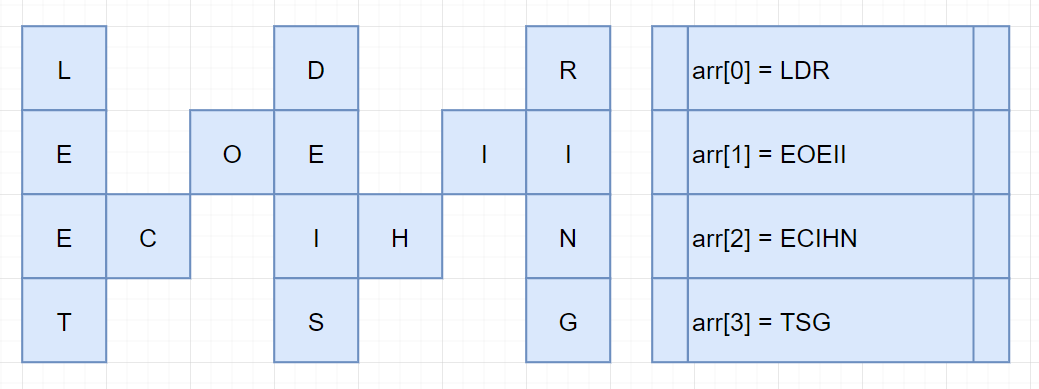 L D R arr[0] = LDR
E O E I I arr[1] = EOEII
E C I H N arr[2] = ECIHN
T S G arr[3] = TSG